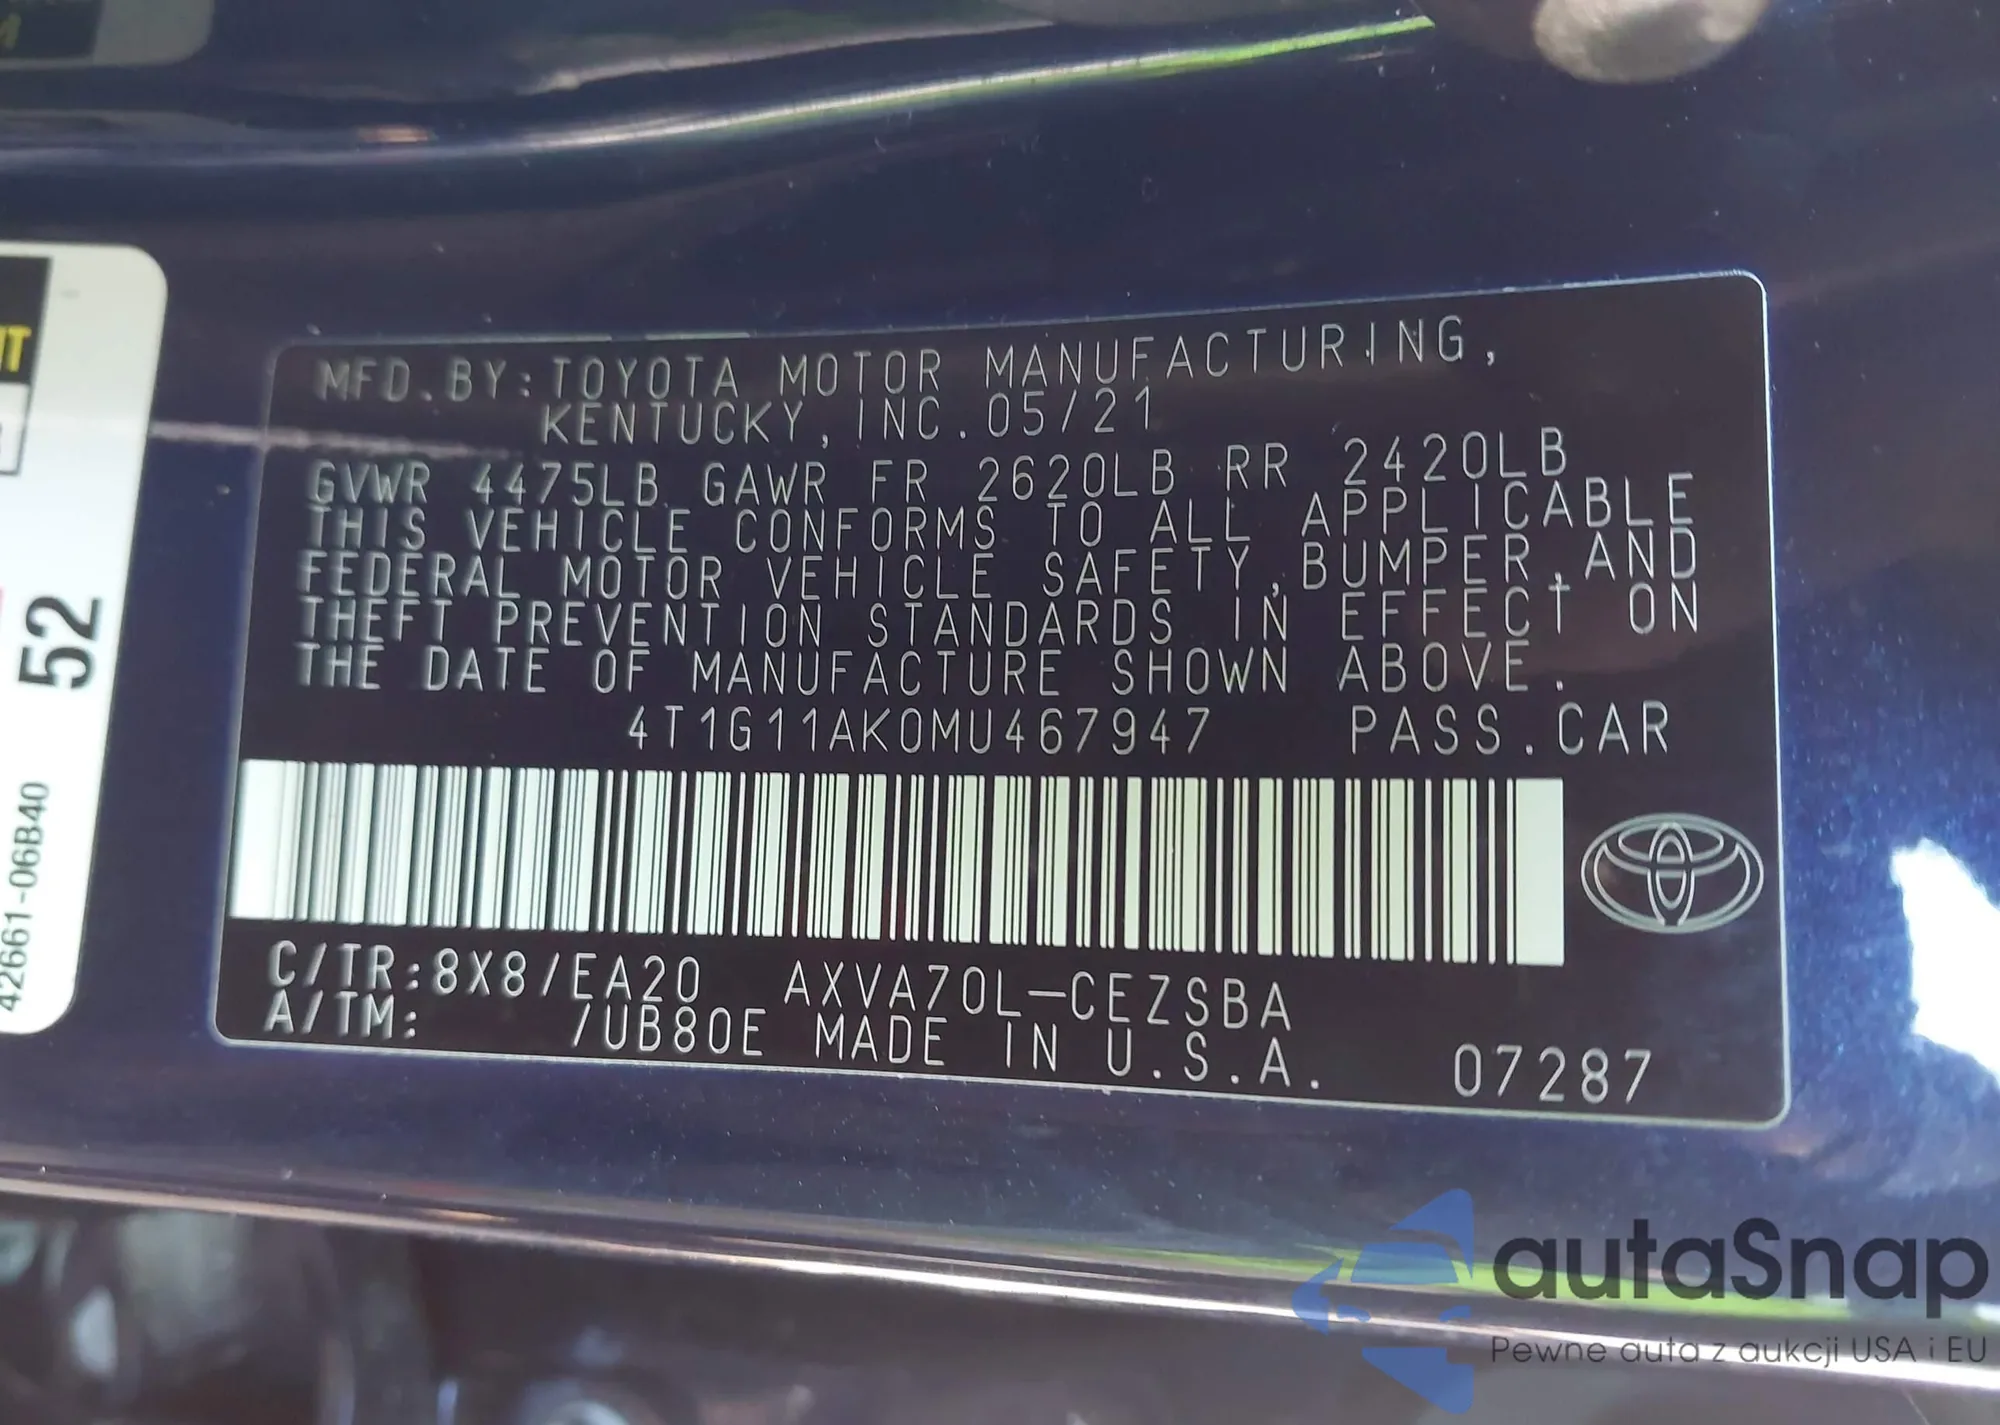 MFD.BY:TOYOTA MOTOR MANUFACTURING,
KENTUCKY, INC. 05/21
GVWR 4475LB GAWR FR 2620LB RR 2420LB
THIS VEHICLE CONFORMS TO ALL APPLICABLE
FEDERAL MOTOR VEHICLE SAFETY, BUMPER, AND
THEFT PREVENTION STANDARDS IN EFFECT ON
THE DATE OF MANUFACTURE SHOWN ABOVE.
4T1G11AK0MU467947 PASS.CAR
C/TR:8X8/EA20 AXVA70L-CEZSBA
A/TM: /UB80E MADE IN U.S.A. 07287
52
42661-06B40
autaSnap
Pewne auta z aukcji USA i EU